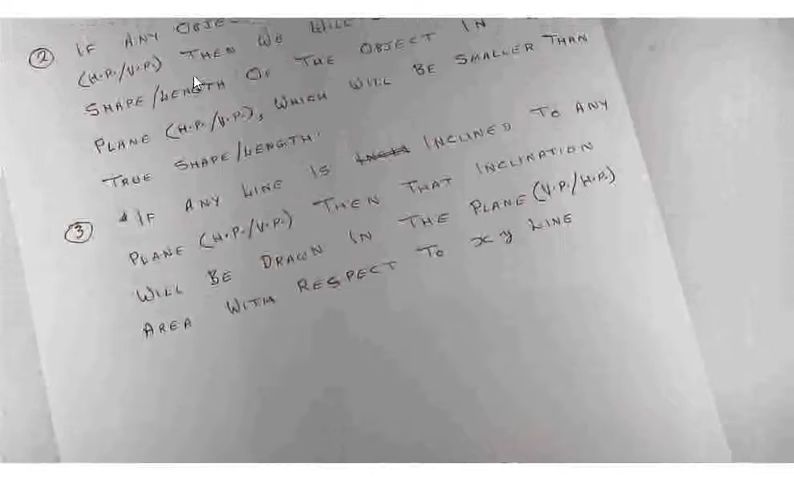 ② IF ANY OBJE
(H.P./V.P.) THEN WE WILL
SHAPE/LENGTH OF THE OBJECT IN
PLANE (H.P./V.P.), WHICH WILL BE SMALLER THAN
TRUE SHAPE/LENGTH.
③ IF ANY LINE IS INCLINED TO ANY
PLANE (H.P./V.P.) THEN THAT INCLINATION
WILL BE DRAWN IN THE PLANE (V.P./H.P.)
AREA WITH RESPECT TO xy LINE